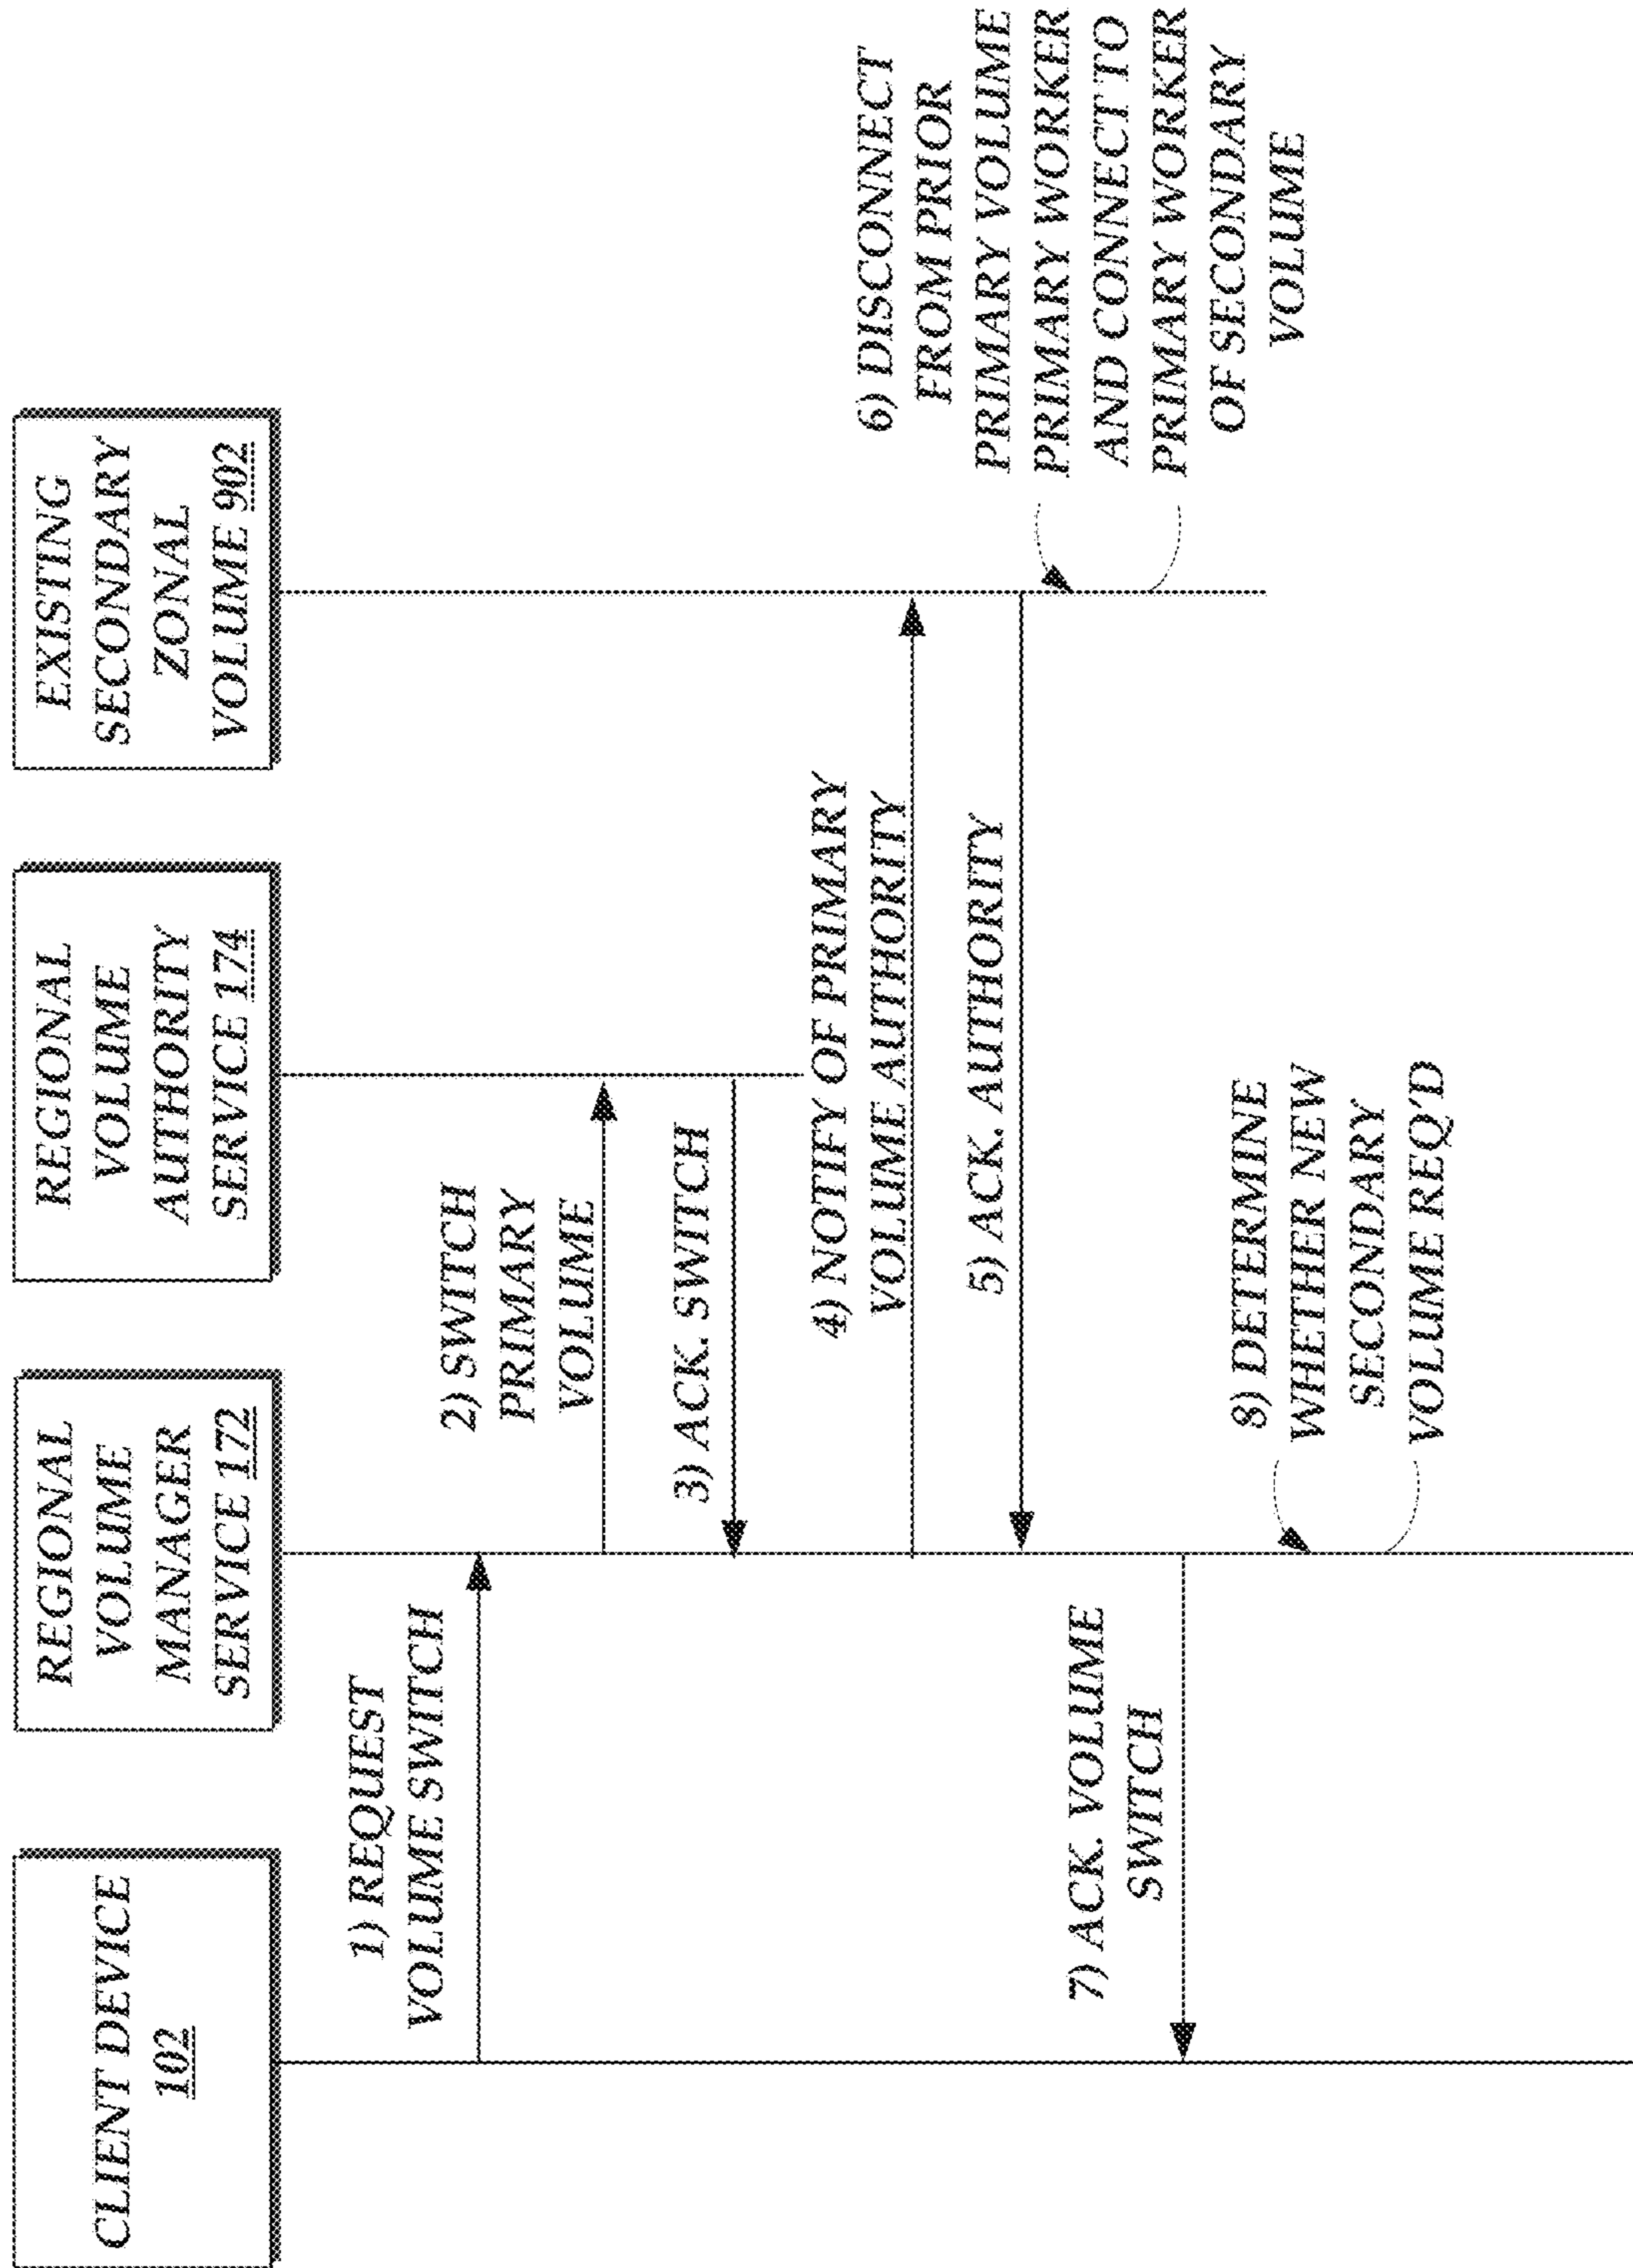 CLIENT DEVICE
102
REGIONAL
VOLUME
MANAGER
SERVICE 172
REGIONAL
VOLUME
AUTHORITY
SERVICE 174
EXISTING
SECONDARY
ZONAL
VOLUME 902
1) REQUEST
VOLUME SWITCH
2) SWITCH
PRIMARY
VOLUME
3) ACK. SWITCH
4) NOTIFY OF PRIMARY
VOLUME AUTHORITY
5) ACK. AUTHORITY
6) DISCONNECT
FROM PRIOR
PRIMARY VOLUME
PRIMARY WORKER
AND CONNECT TO
PRIMARY WORKER
OF SECONDARY
VOLUME
7) ACK. VOLUME
SWITCH
8) DETERMINE
WHETHER NEW
SECONDARY
VOLUME REQ'D